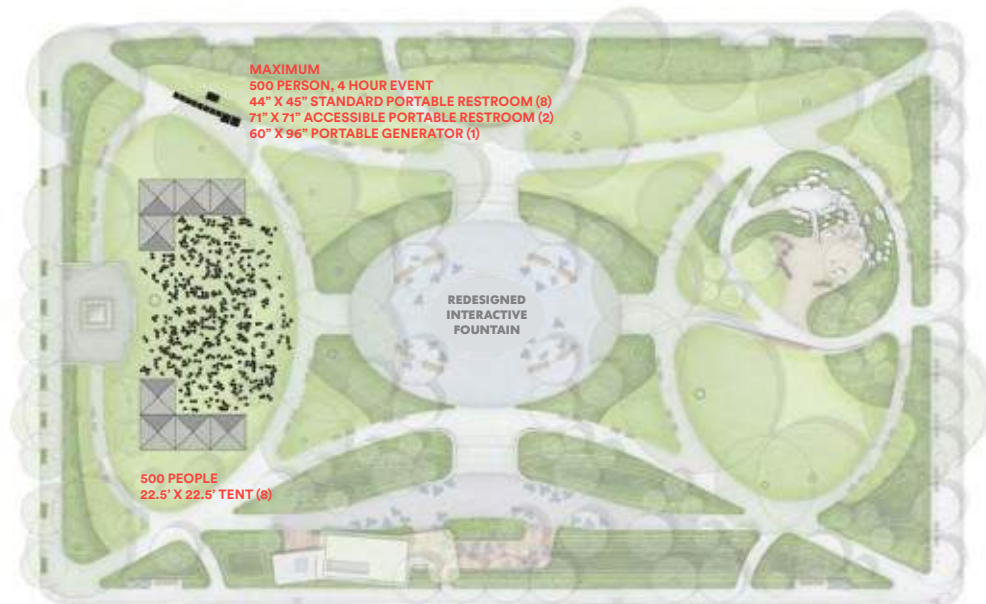 MAXIMUM
500 PERSON, 4 HOUR EVENT
44” X 45” STANDARD PORTABLE RESTROOM (8)
71” X 71” ACCESSIBLE PORTABLE RESTROOM (2)
60” X 96” PORTABLE GENERATOR (1)
REDESIGNED
INTERACTIVE
FOUNTAIN
500 PEOPLE
22.5’ X 22.5’ TENT (8)